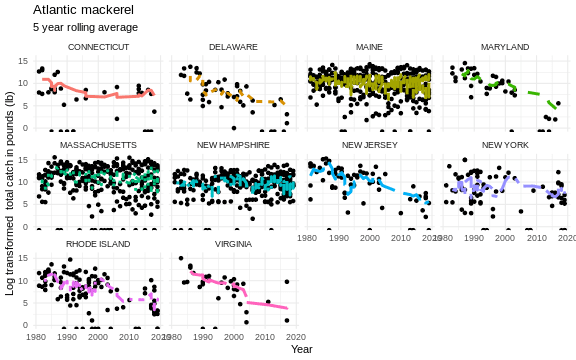 Atlantic mackerel
5 year rolling average
CONNECTICUT DELAWARE MAINE MARYLAND
15
10
5
0
MASSACHUSETTS NEW HAMPSHIRE NEW JERSEY NEW YORK
15
10
5
0
1980 1990 2000 2010 2020 1980 1990 2000 2010 2020
RHODE ISLAND VIRGINIA
15
10
5
0
1980 1990 2000 2010 2020 1980 1990 2000 2010 2020
Year
Log transformed total catch in pounds (lb)